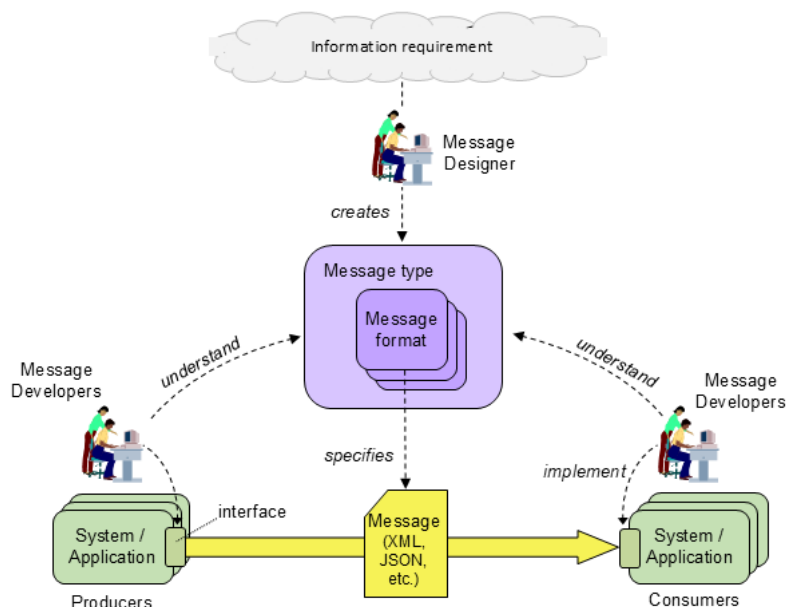 Information requirement
Message
Designer
creates
Message type
Message
format
understand
understand
Message
Developers
Message
Developers
specifies
implement
interface
System /
Application
Message
(XML,
JSON,
etc.)
System /
Application
Producers
Consumers